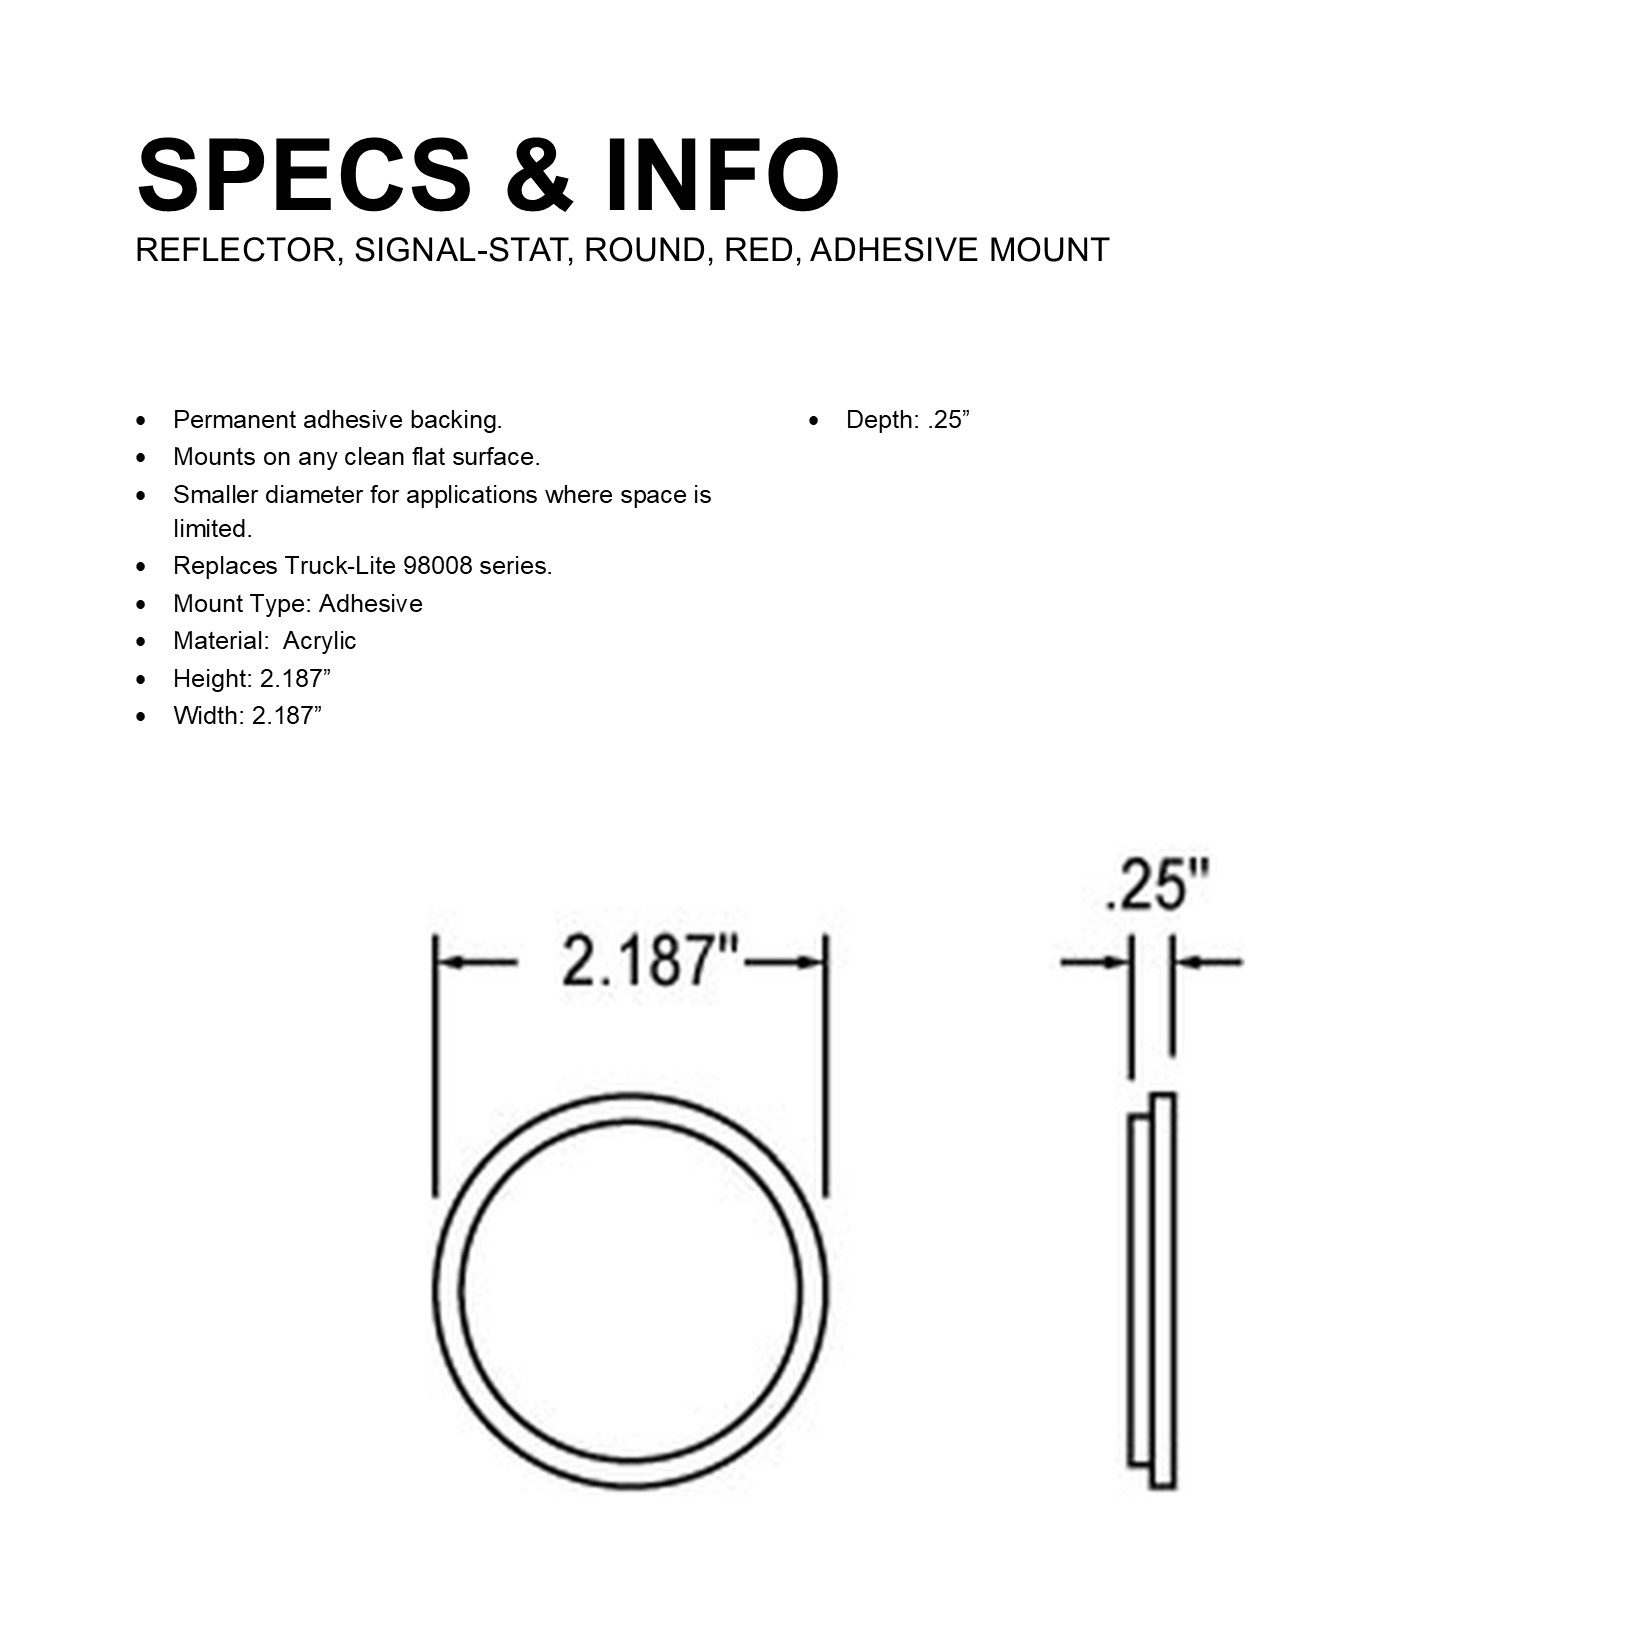 SPECS & INFO
REFLECTOR, SIGNAL-STAT, ROUND, RED, ADHESIVE MOUNT
• Permanent adhesive backing.
• Mounts on any clean flat surface.
• Smaller diameter for applications where space is
limited.
• Replaces Truck-Lite 98008 series.
• Mount Type: Adhesive
• Material:  Acrylic
• Height: 2.187”
• Width: 2.187”
• Depth: .25”
2.187"
.25"